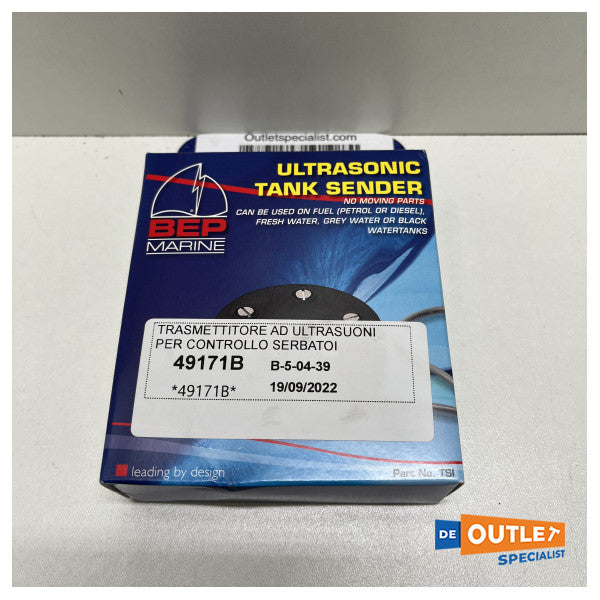 Outletspecialist.com
ULTRASONIC
TANK SENDER
NO MOVING PARTS
CAN BE USED ON FUEL (PETROL OR DIESEL),
FRESH WATER, GREY WATER OR BLACK
WATERTANKS
BEP
MARINE
TRASMETTITORE AD ULTRASUONI
PER CONTROLLO SERBATOI
49171B B-5-04-39
*49171B* 19/09/2022
leading by design
Part No. TSI
DE OUTLET
SPECIALIST